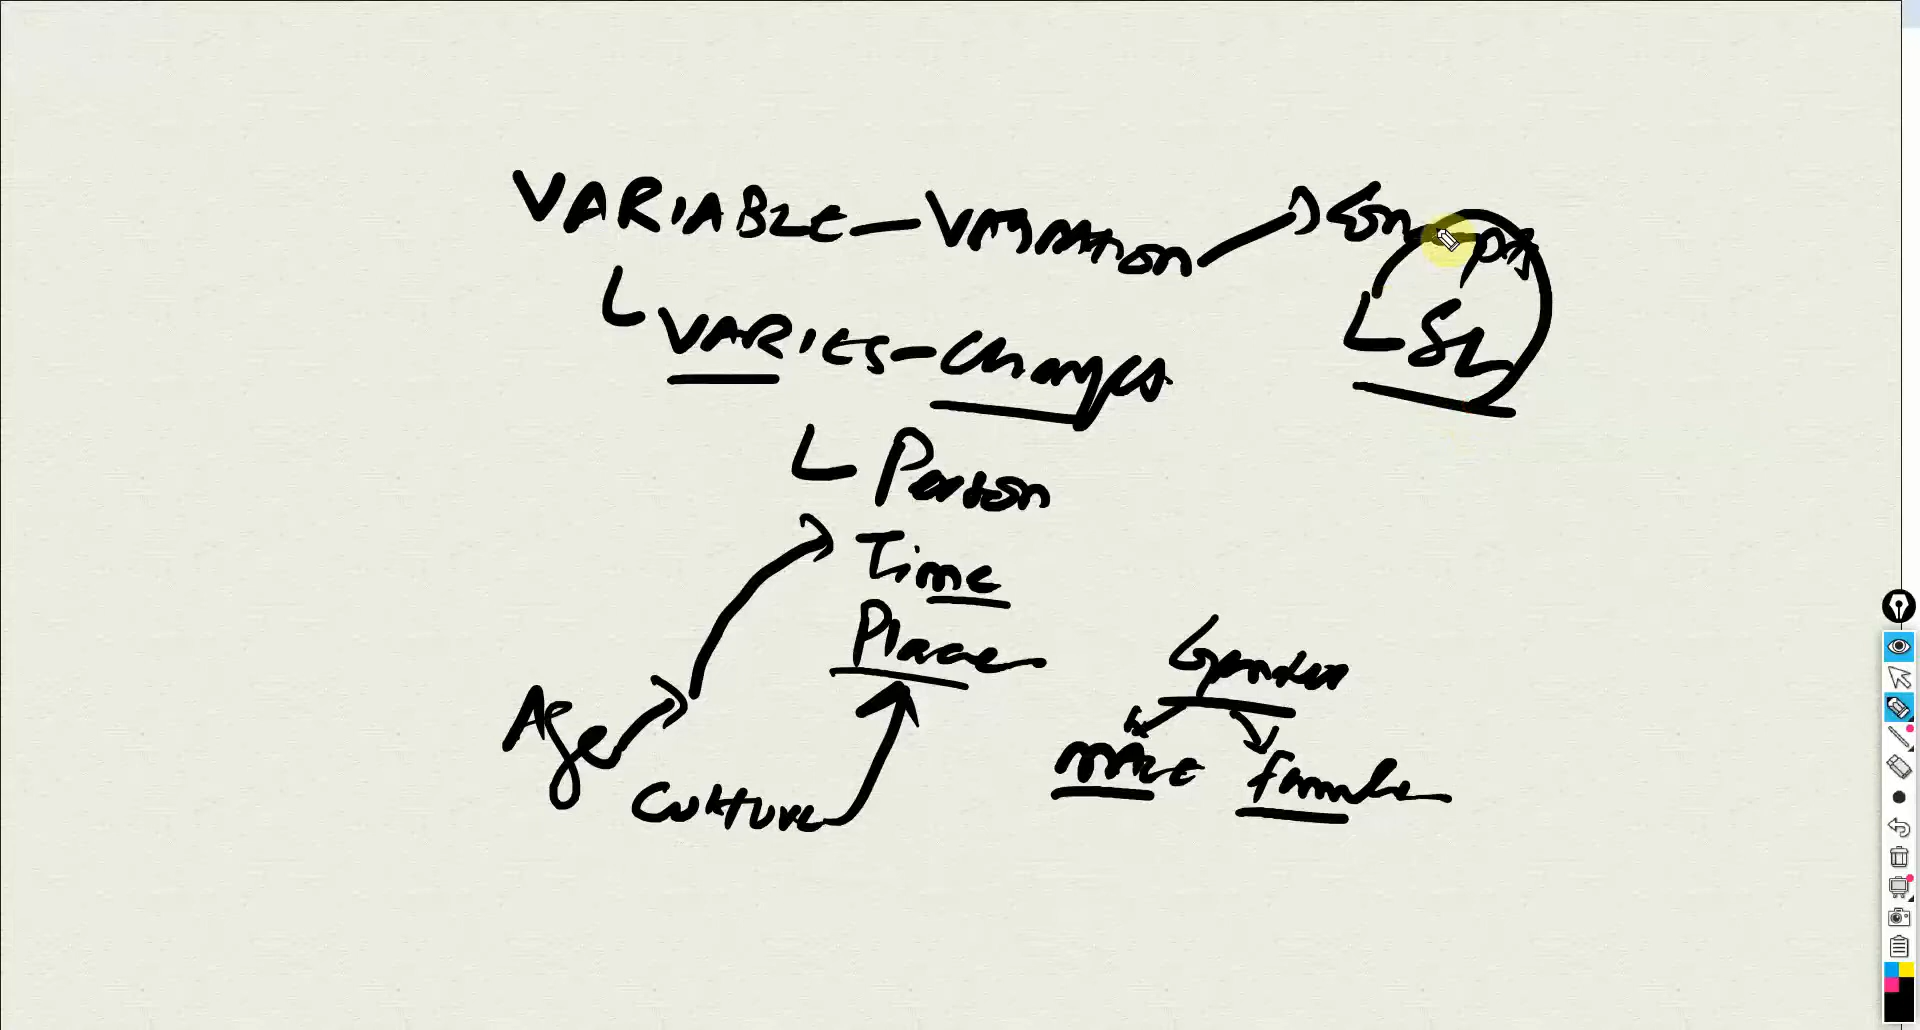 VARIABLE - Variation
VARIES - Changes
Person
Time
Place
Gender
Age
MALE Female
Culture